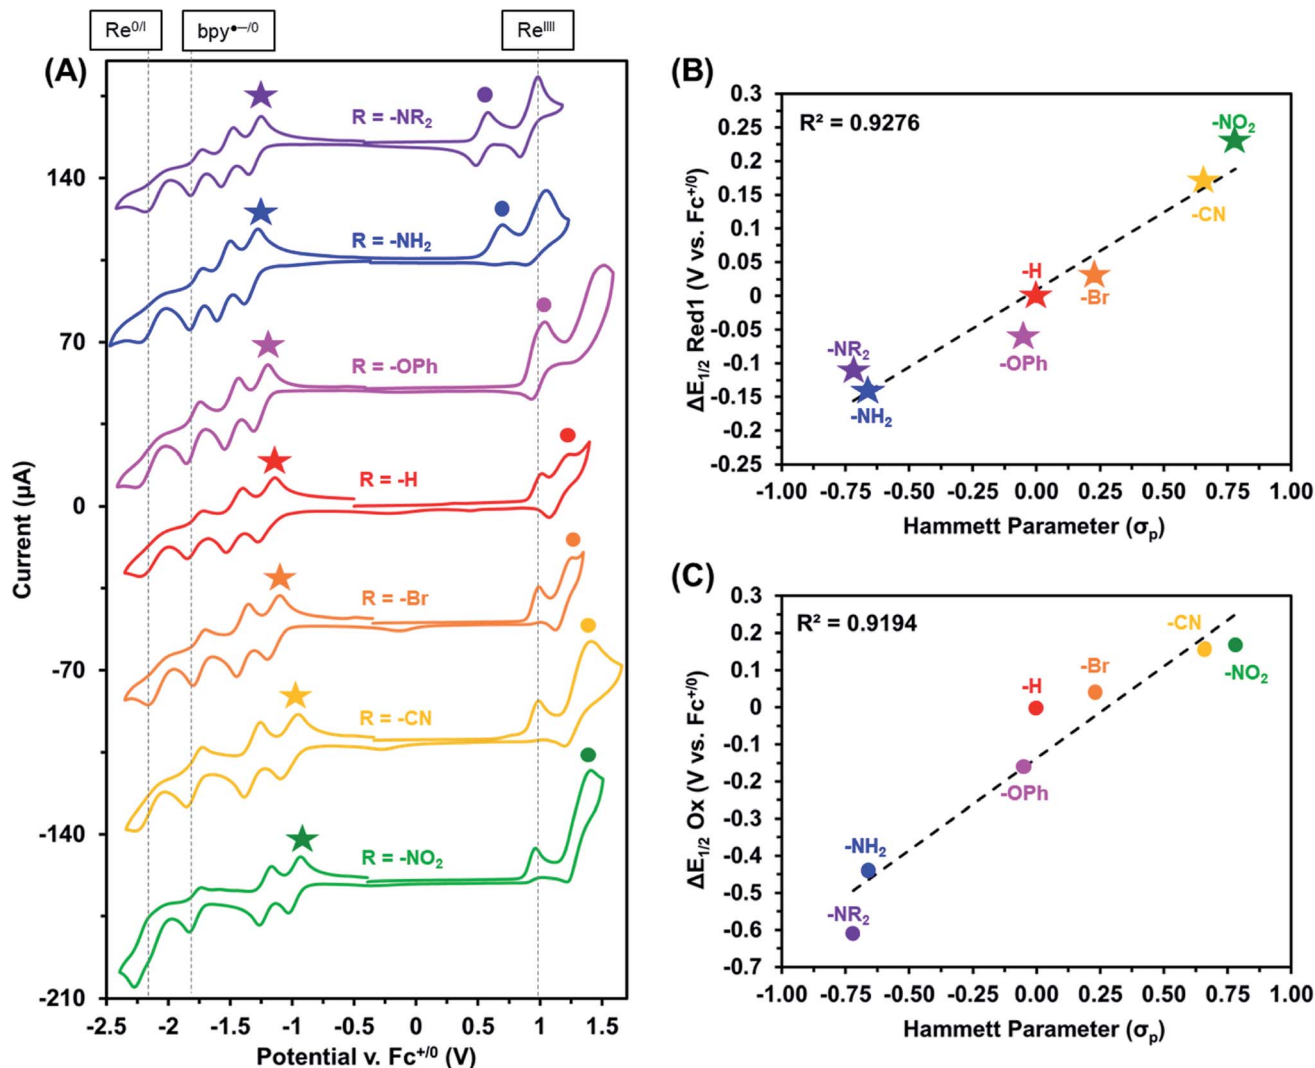 Re⁰/ᴵ
bpy•−/0
Reᴵᴵᴵᴵ
(A)
R = -NR₂
R = -NH₂
R = -OPh
R = -H
R = -Br
R = -CN
R = -NO₂
140
70
0
-70
-140
-210
Current (µA)
-2.5 -2 -1.5 -1 -0.5 0 0.5 1 1.5
Potential v. Fc⁺/⁰ (V)
(B)
R² = 0.9276
0.3
0.25
0.2
0.15
0.1
0.05
0
-0.05
-0.1
-0.15
-0.2
-0.25
ΔE₁/₂ Red1 (V vs. Fc⁺/⁰)
-NO₂
-CN
-H
-Br
-OPh
-NR₂
-NH₂
-1.00 -0.75 -0.50 -0.25 0.00 0.25 0.50 0.75 1.00
Hammett Parameter (σₚ)
(C)
R² = 0.9194
0.3
0.2
0.1
0
-0.1
-0.2
-0.3
-0.4
-0.5
-0.6
-0.7
ΔE₁/₂ Ox (V vs. Fc⁺/⁰)
-CN
-NO₂
-Br
-H
-OPh
-NH₂
-NR₂
-1.00 -0.75 -0.50 -0.25 0.00 0.25 0.50 0.75 1.00
Hammett Parameter (σₚ)